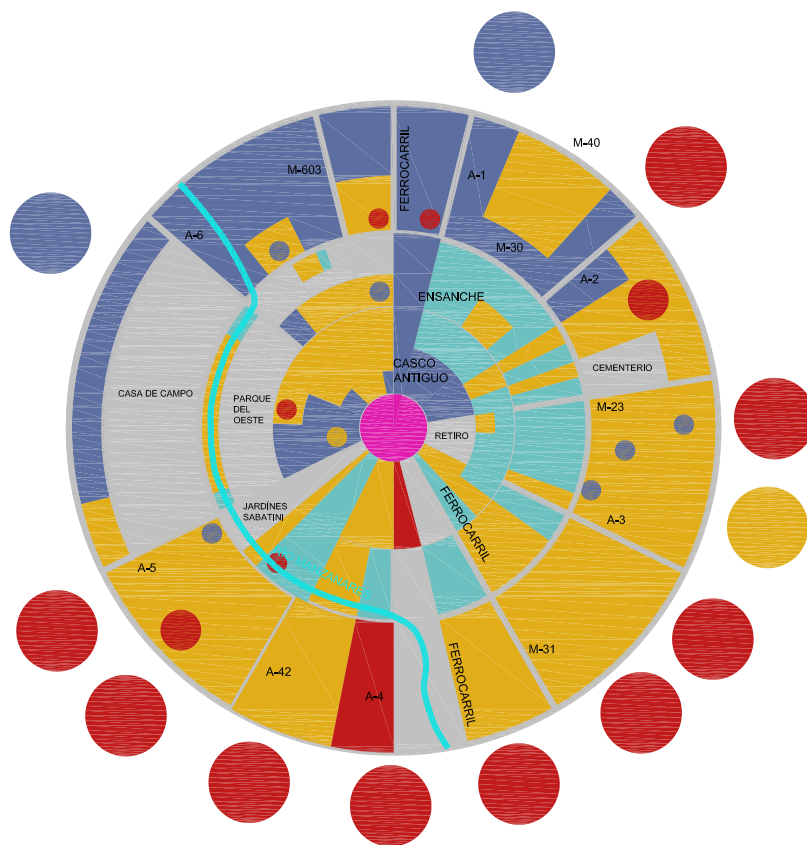 M-40
M-603
FERROCARRIL
A-1
A-6
M-30
A-2
ENSANCHE
CASCO
ANTIGUO
CEMENTERIO
CASA DE CAMPO
PARQUE
DEL
OESTE
M-23
RETIRO
JARDÍNES
SABATINI
FERROCARRIL
A-3
A-5
MANZANARES
M-31
A-42
A-4
FERROCARRIL